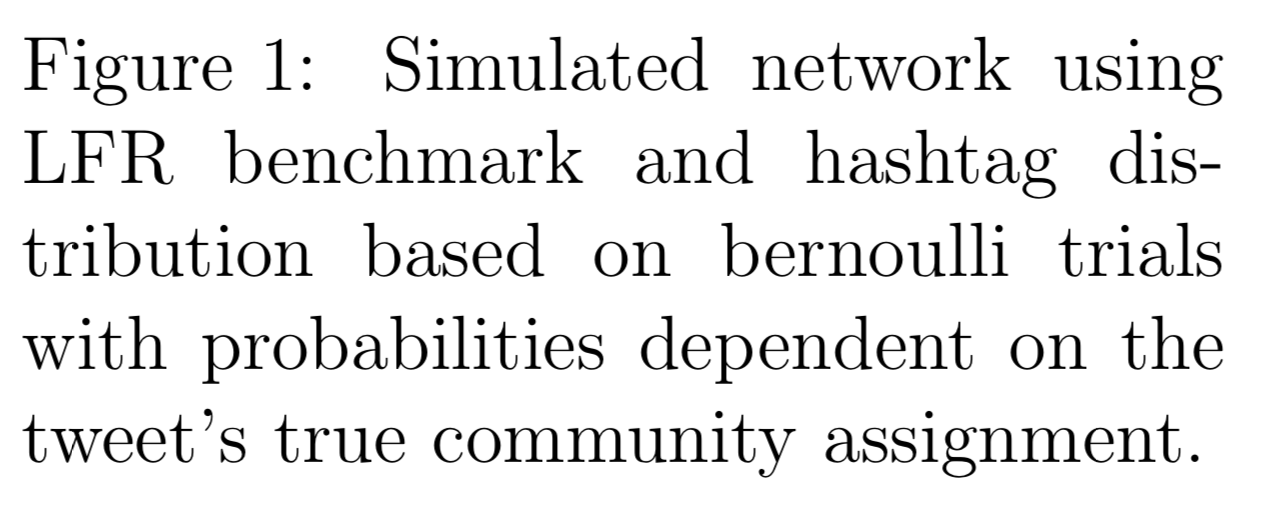 Figure 1: Simulated network using
LFR benchmark and hashtag dis-
tribution based on bernoulli trials
with probabilities dependent on the
tweet's true community assignment.